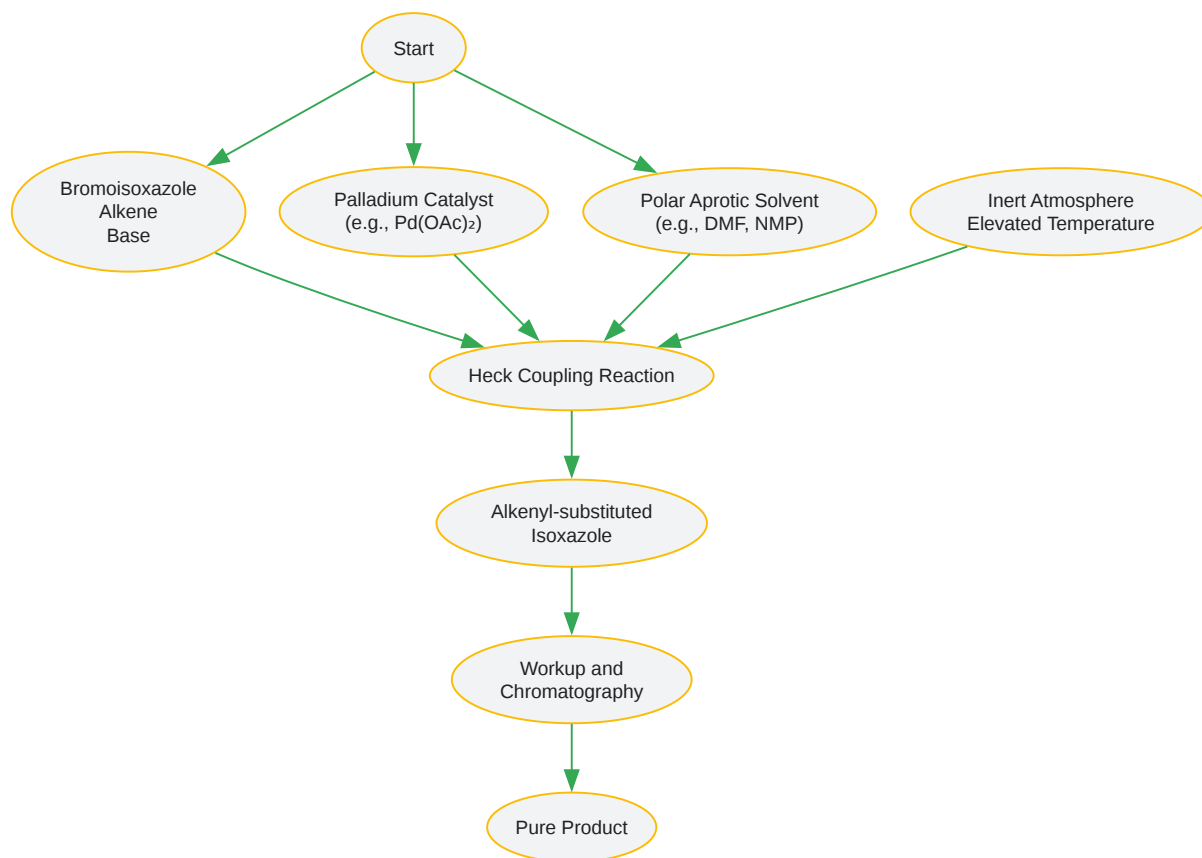 Start
Bromoisoxazole
Alkene
Base
Palladium Catalyst
(e.g., Pd(OAc)₂)
Polar Aprotic Solvent
(e.g., DMF, NMP)
Inert Atmosphere
Elevated Temperature
Heck Coupling Reaction
Alkenyl-substituted
Isoxazole
Workup and
Chromatography
Pure Product